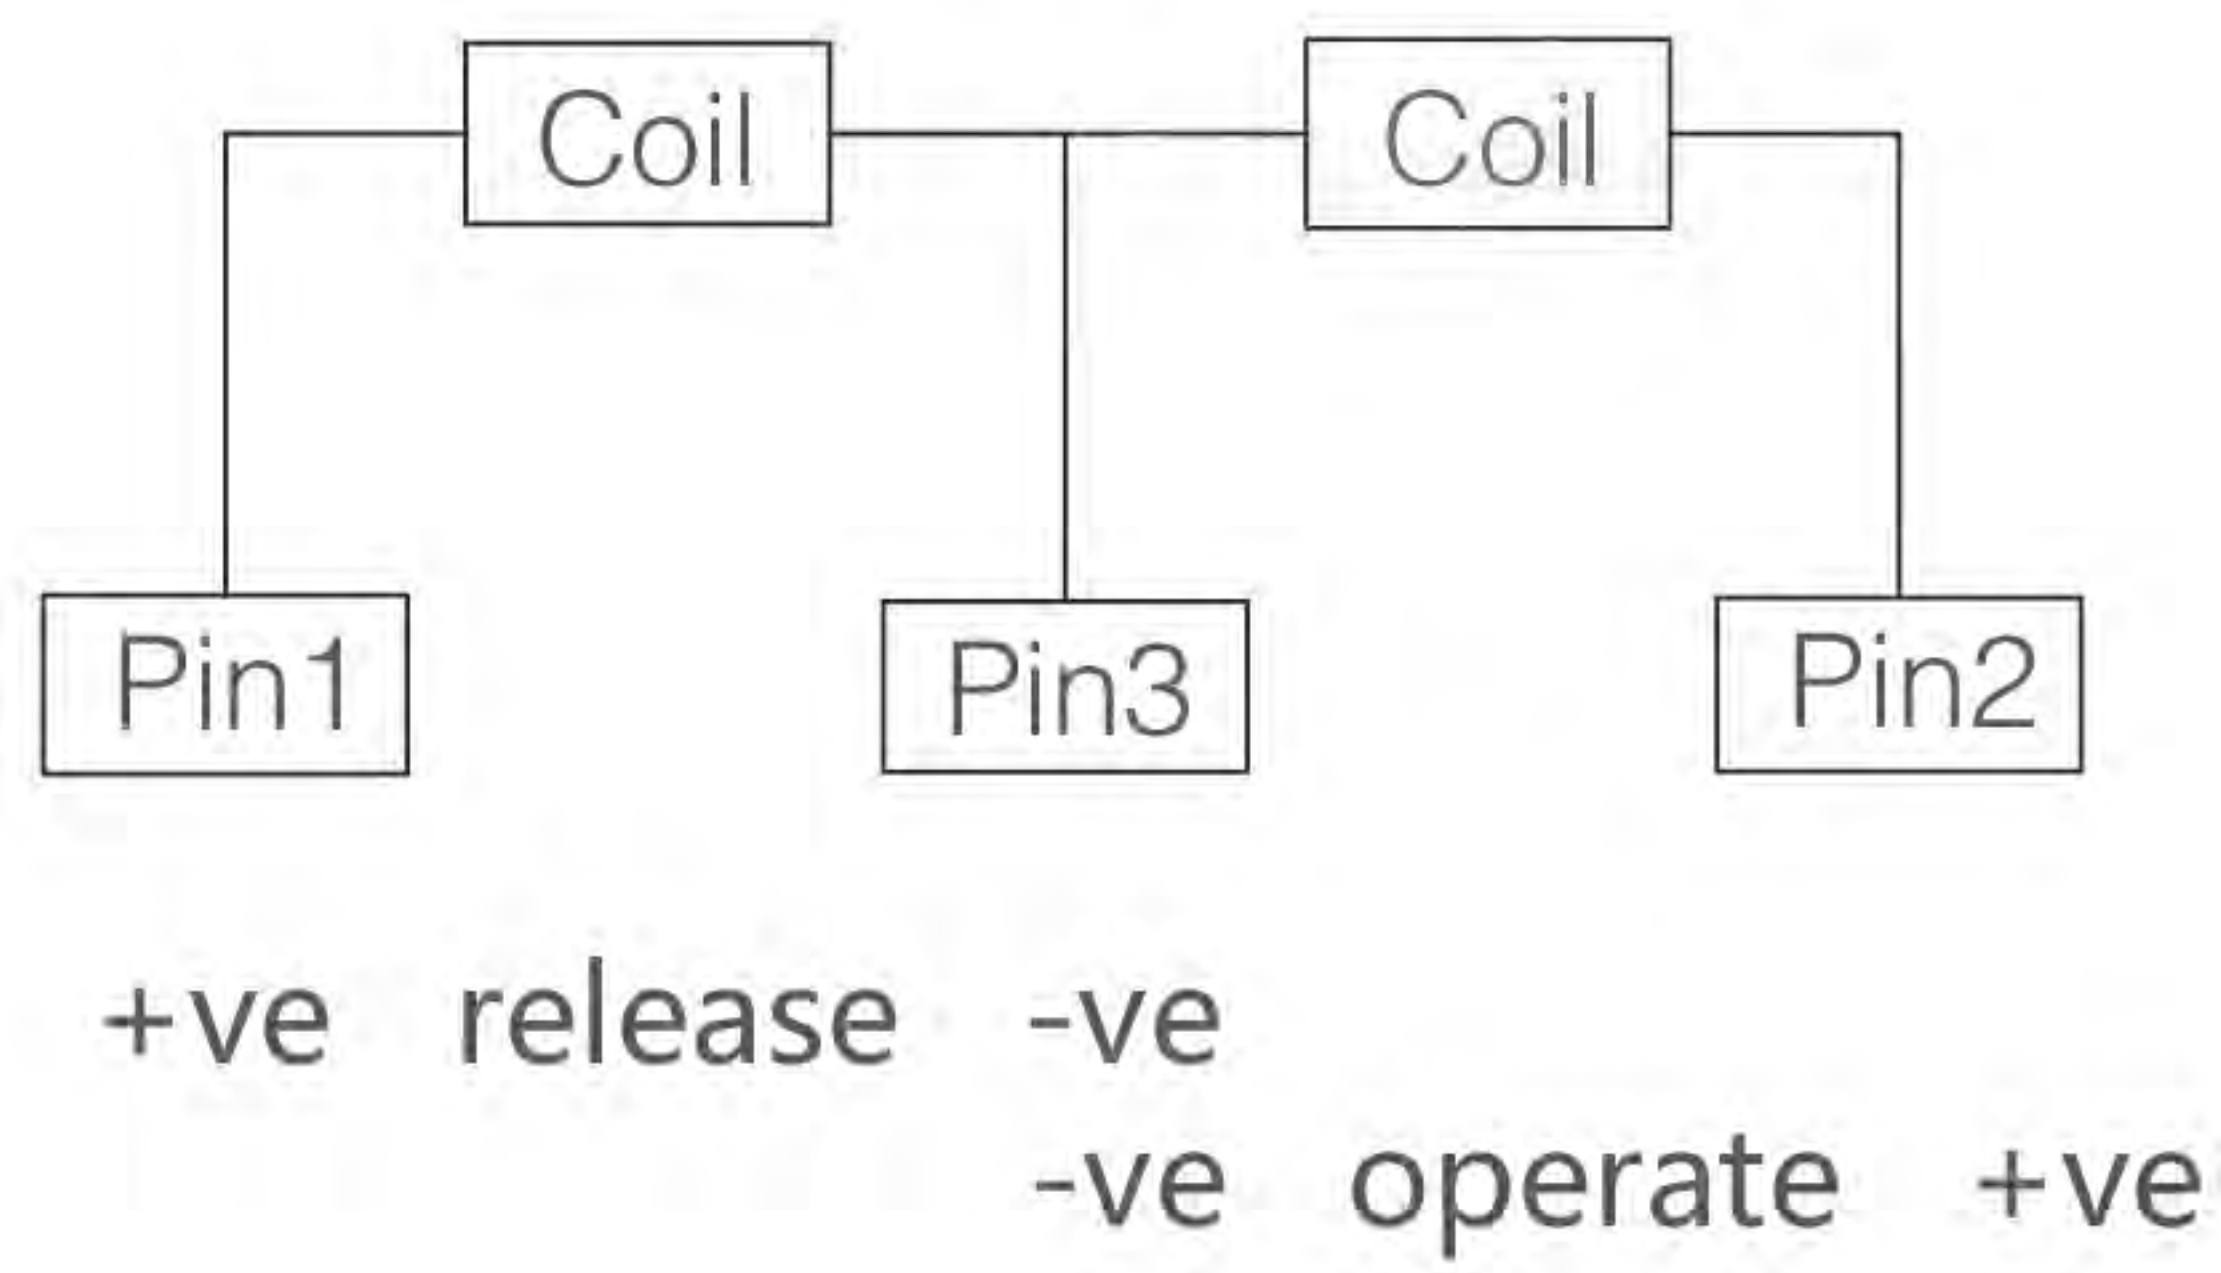 Coil Coil
Pin1 Pin3 Pin2
+ve release -ve
-ve operate +ve